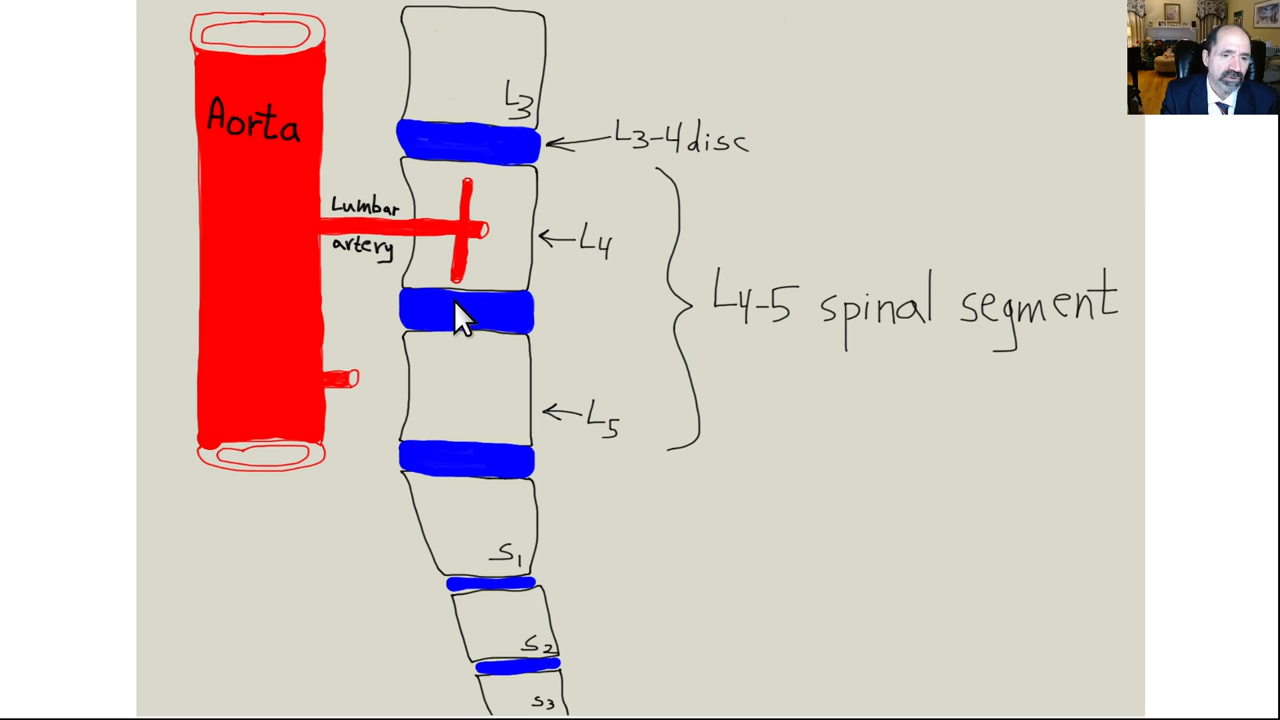 Aorta
L3
L3-4 disc
Lumbar
artery
L4
L4-5 spinal segment
L5
S1
S2
S3